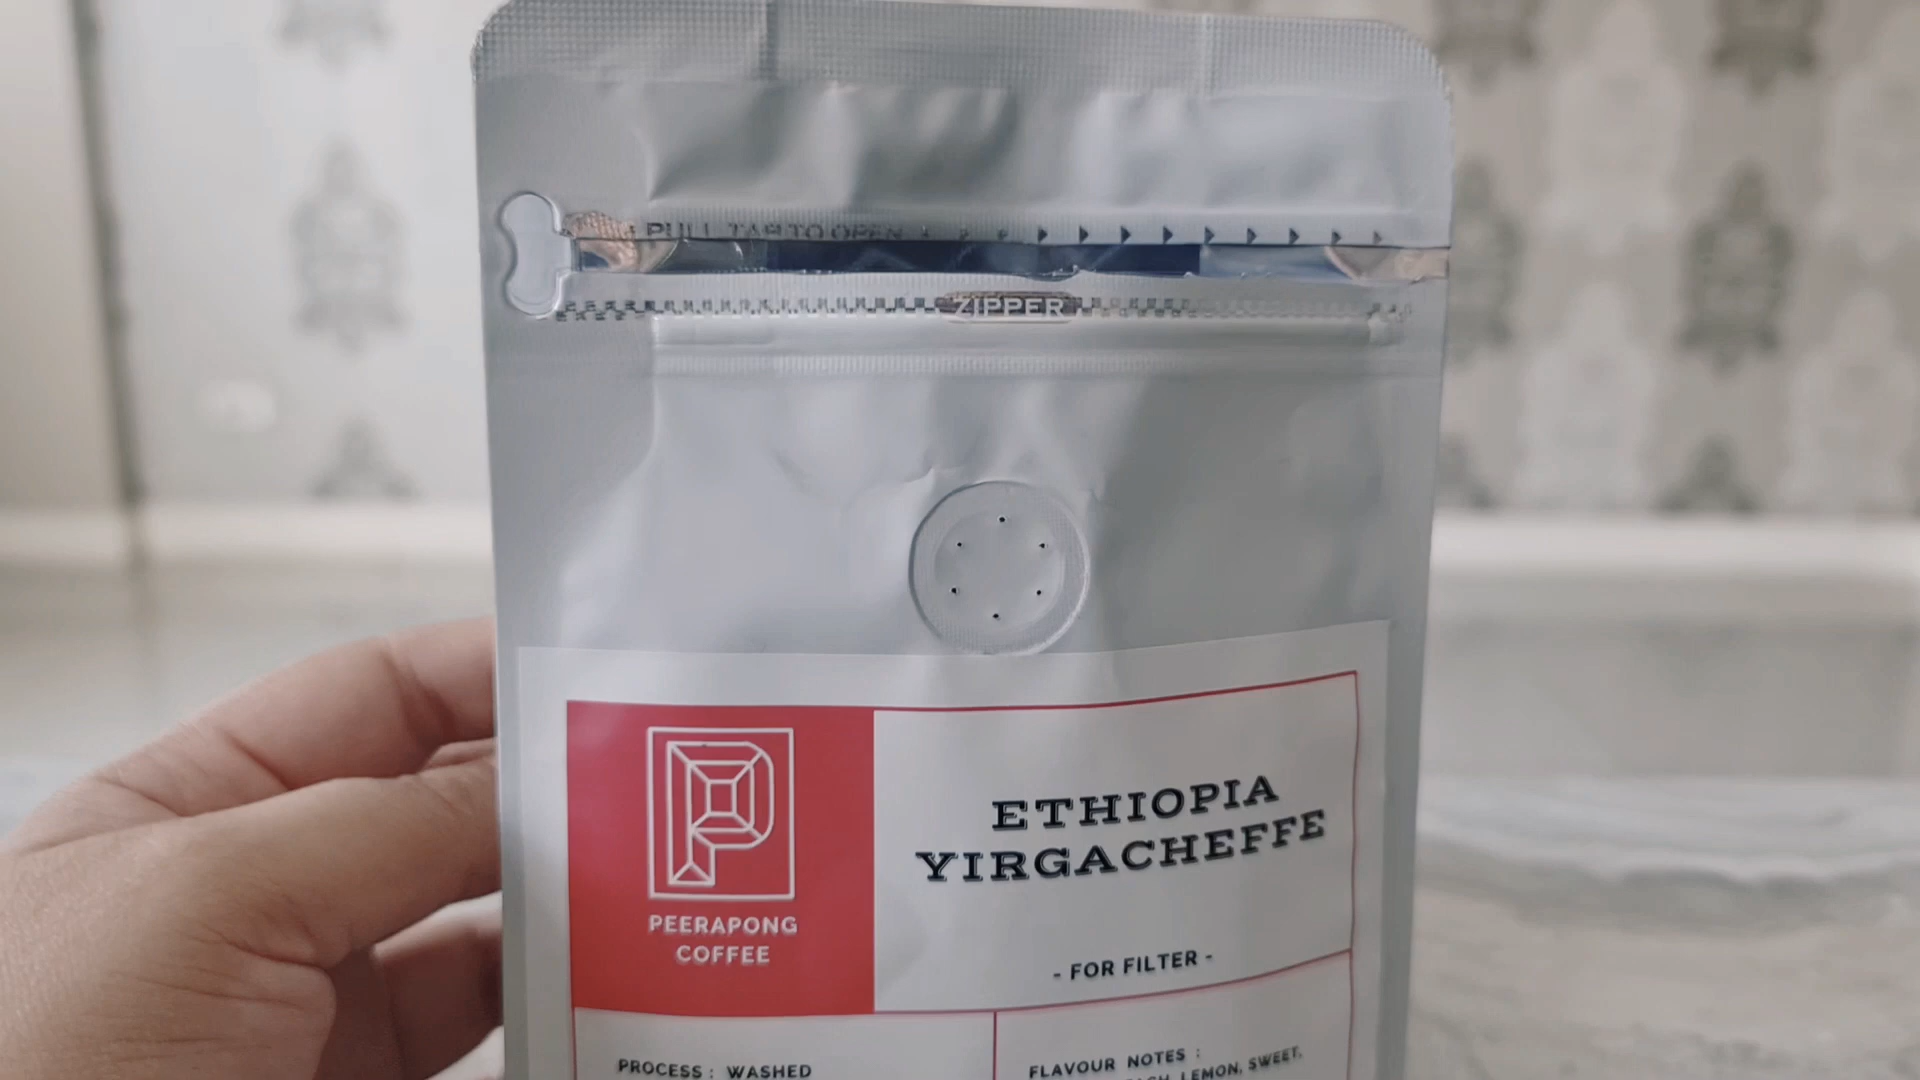 PULL TAB TO OPEN
ZIPPER
PEERAPONG
COFFEE
ETHIOPIA
YIRGACHEFFE
- FOR FILTER -
PROCESS : WASHED
FLAVOUR NOTES :
LEMON, SWEET,